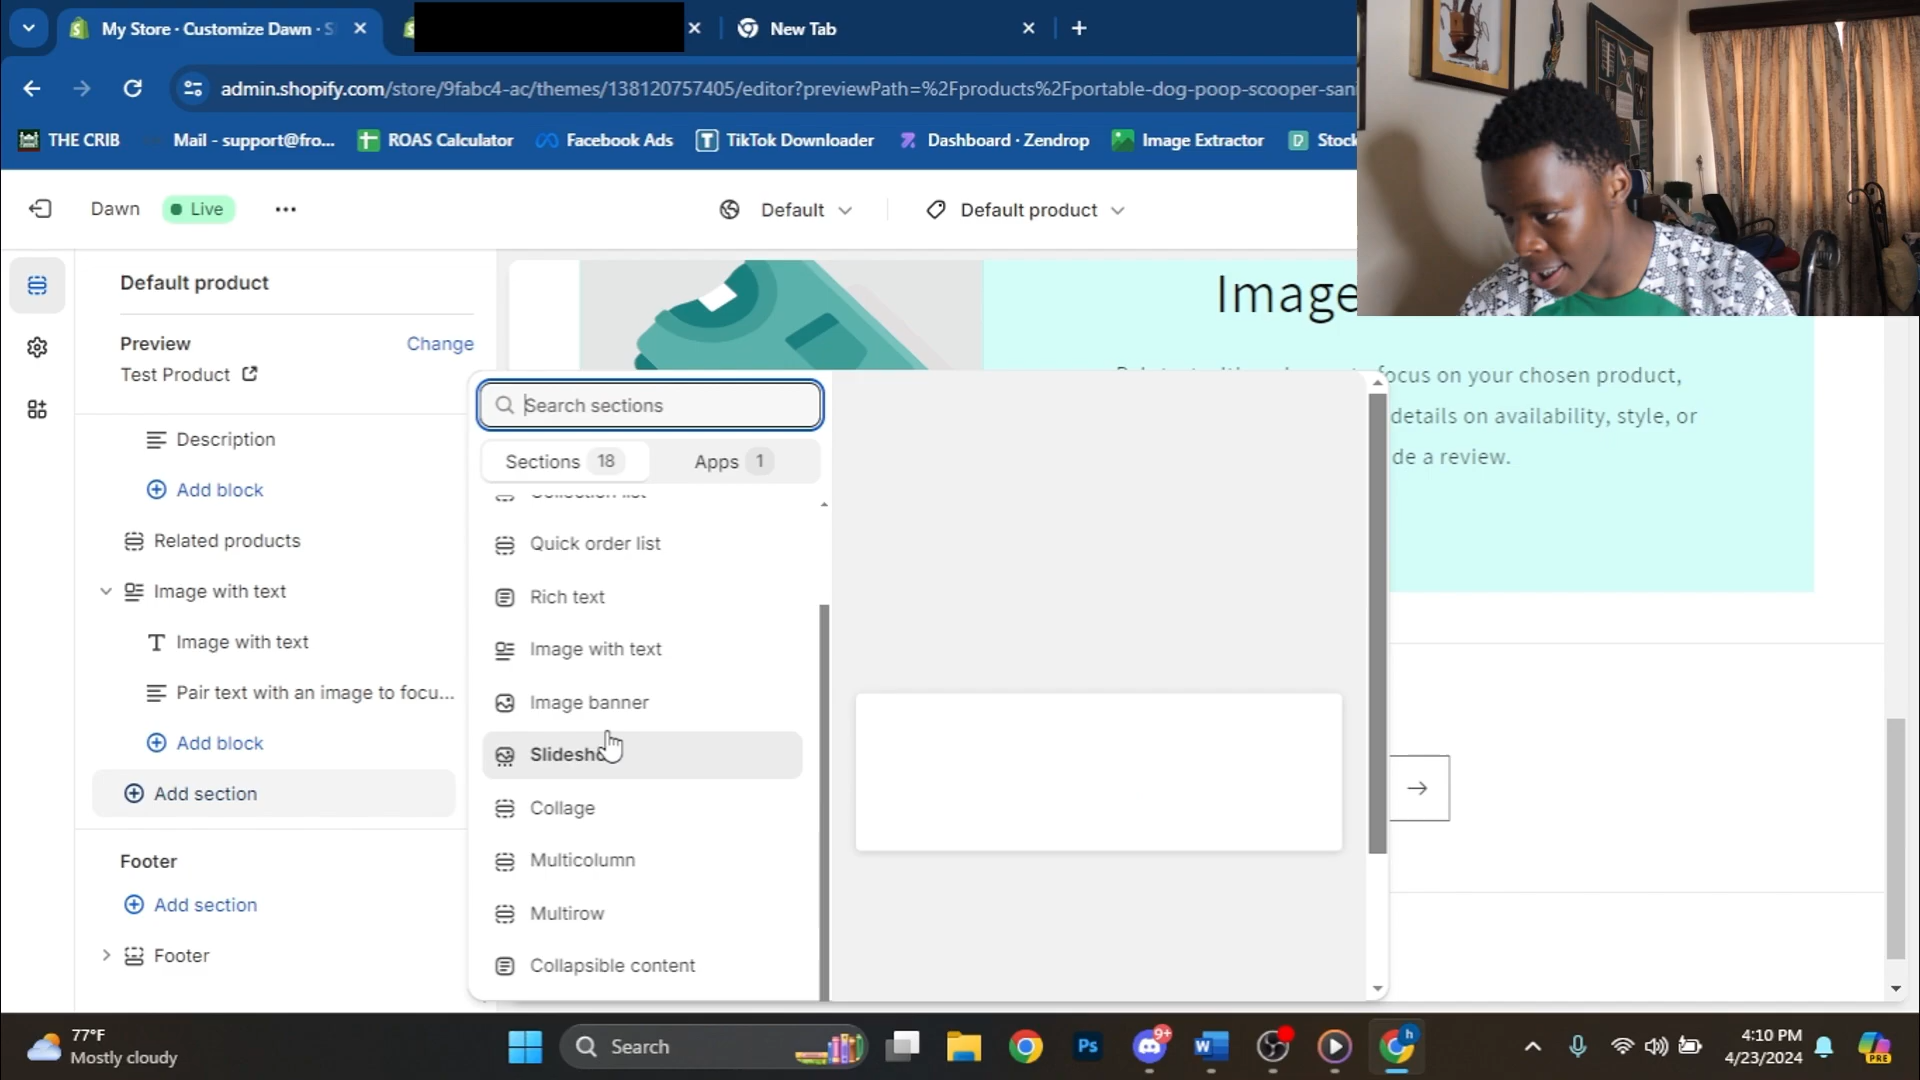 My Store · Customize Dawn · S
New Tab
admin.shopify.com/store/9fabc4-ac/themes/138120757405/editor?previewPath=%2Fproducts%2Fportable-dog-poop-scooper-san
THE CRIB
Mail - support@fro...
ROAS Calculator
Facebook Ads
TikTok Downloader
Dashboard · Zendrop
Image Extractor
Stock
Dawn
Live
Default
Default product
Default product
Preview
Change
Test Product
Description
Add block
Related products
Image with text
Image with text
Pair text with an image to focu...
Add block
Add section
Footer
Add section
Footer
Search sections
Sections 18
Apps 1
Collection list
Quick order list
Rich text
Image with text
Image banner
Slidesho
Collage
Multicolumn
Multirow
Collapsible content
Image
focus on your chosen product,
details on availability, style, or
de a review.
77°F
Mostly cloudy
Search
Ps
9+
W
h
4:10 PM
4/23/2024
PRE